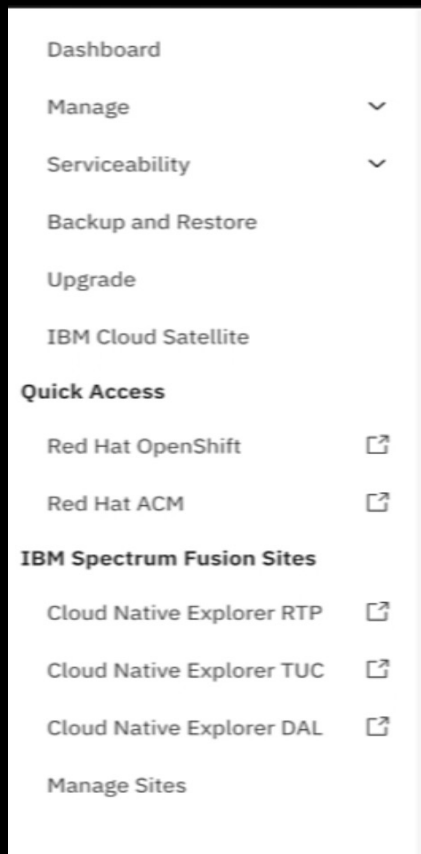 Dashboard
Manage
Serviceability
Backup and Restore
Upgrade
IBM Cloud Satellite
Quick Access
Red Hat OpenShift
Red Hat ACM
IBM Spectrum Fusion Sites
Cloud Native Explorer RTP
Cloud Native Explorer TUC
Cloud Native Explorer DAL
Manage Sites